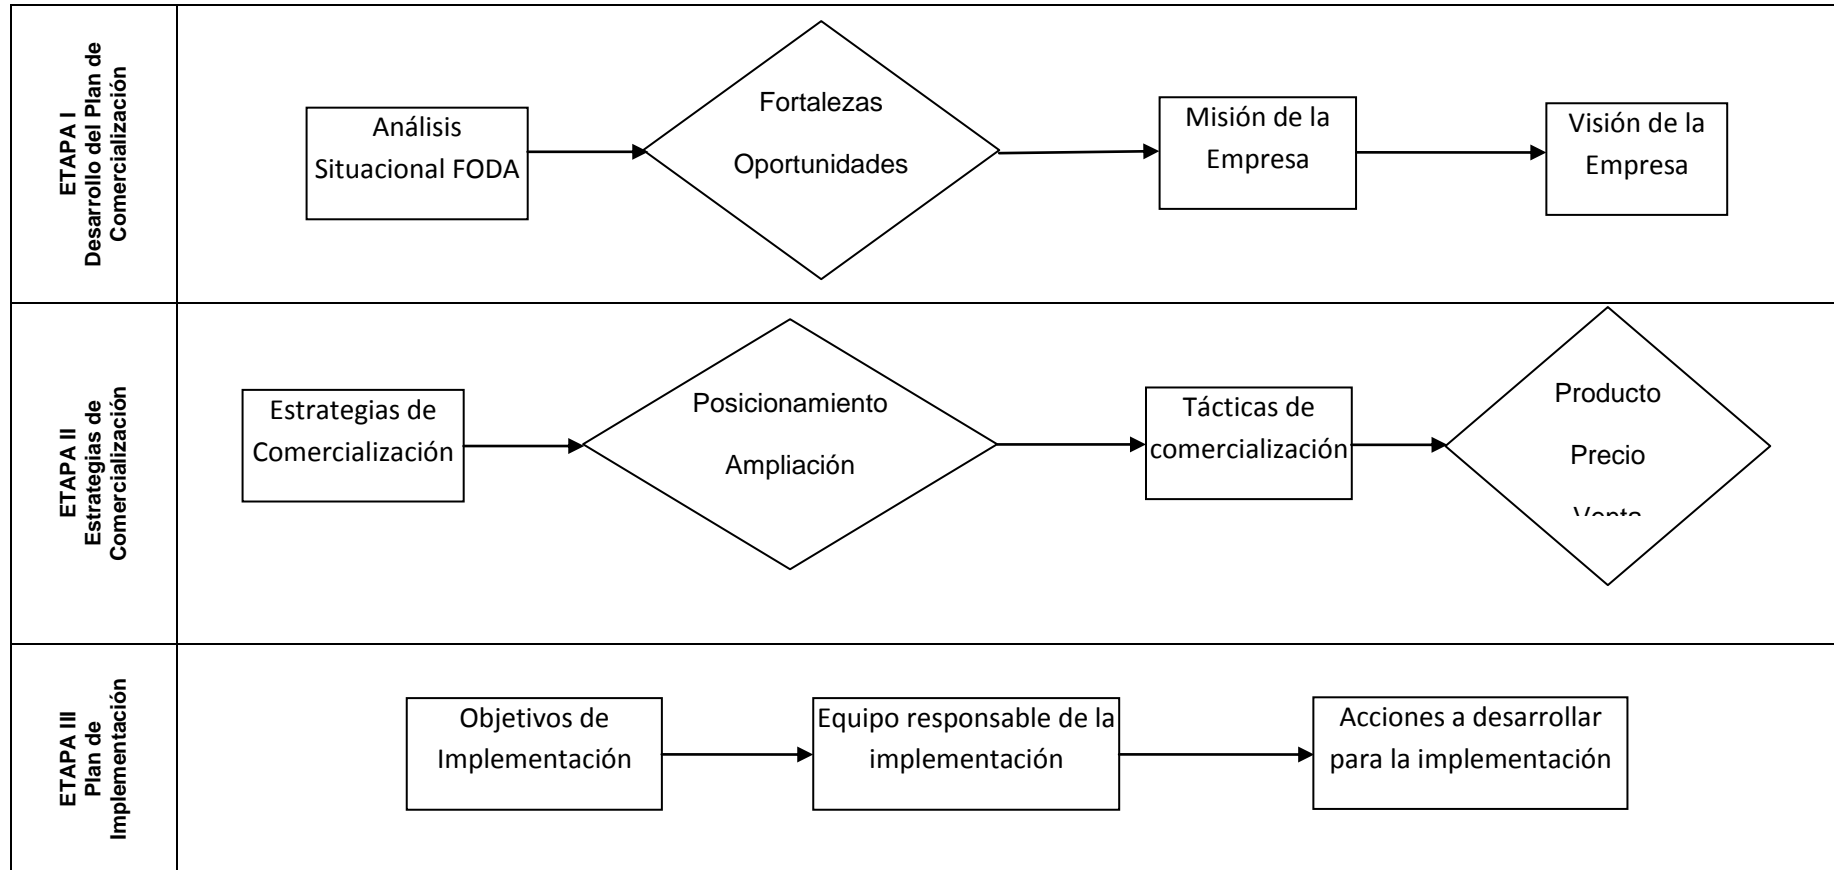 ETAPA I
Desarrollo del Plan de
Comercialización
Análisis
Situacional FODA
Fortalezas
Oportunidades
Misión de la
Empresa
Visión de la
Empresa
ETAPA II
Estrategias de
Comercialización
Estrategias de
Comercialización
Posicionamiento
Ampliación
Tácticas de
comercialización
Producto
Precio
Venta
ETAPA III
Plan de
Implementación
Objetivos de
Implementación
Equipo responsable de la
implementación
Acciones a desarrollar
para la implementación